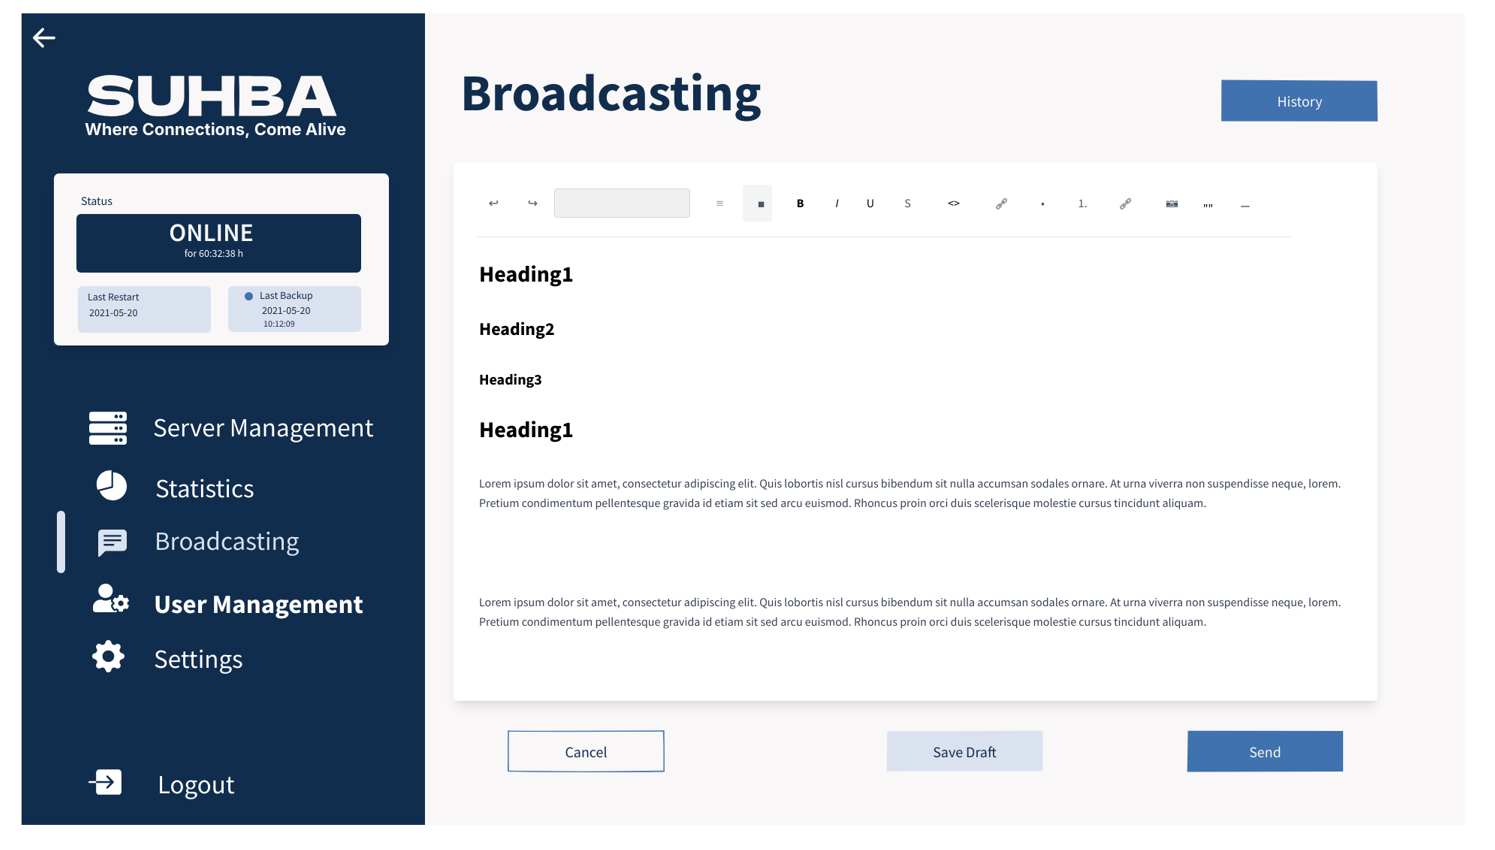 SUHBA
Where Connections, Come Alive
Status
ONLINE
for 60:32:38 h
Last Restart
2021-05-20
Last Backup
2021-05-20
10:12:09
Server Management
Statistics
Broadcasting
User Management
Settings
Logout
Broadcasting
History
B I U S <> • 1. "" —
Heading1
Heading2
Heading3
Heading1
Lorem ipsum dolor sit amet, consectetur adipiscing elit. Quis lobortis nisl cursus bibendum sit nulla accumsan sodales ornare. At urna viverra non suspendisse neque, lorem.
Pretium condimentum pellentesque gravida id etiam sit sed arcu euismod. Rhoncus proin orci duis scelerisque molestie cursus tincidunt aliquam.
Lorem ipsum dolor sit amet, consectetur adipiscing elit. Quis lobortis nisl cursus bibendum sit nulla accumsan sodales ornare. At urna viverra non suspendisse neque, lorem.
Pretium condimentum pellentesque gravida id etiam sit sed arcu euismod. Rhoncus proin orci duis scelerisque molestie cursus tincidunt aliquam.
Cancel
Save Draft
Send